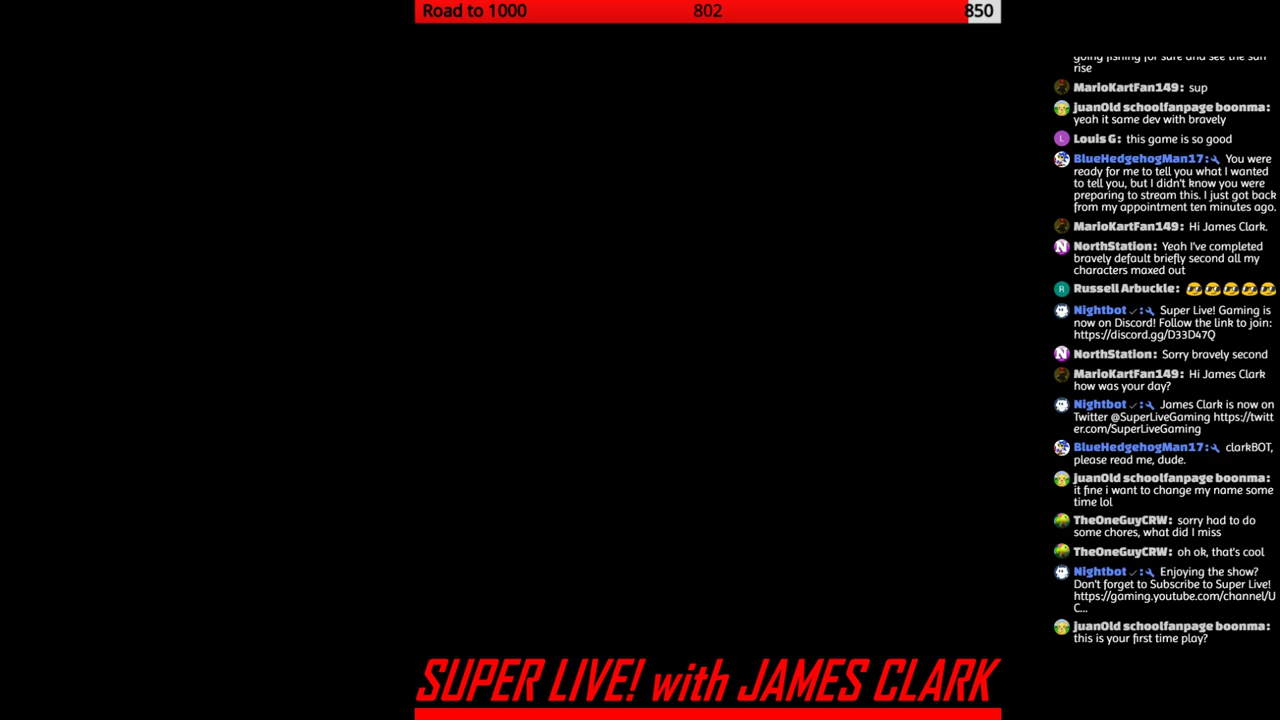 Road to 1000 802 850
going fishing for sure and see the sun
rise
MarioKartFan149: sup
juanOld schoolfanpage boonma:
yeah it same dev with bravely
Louis G: this game is so good
BlueHedgehogMan17: You were
ready for me to tell you what I wanted
to tell you, but I didn't know you were
preparing to stream this. I just got back
from my appointment ten minutes ago.
MarioKartFan149: Hi James Clark.
NorthStation: Yeah I've completed
bravely default briefly second all my
characters maxed out
Russell Arbuckle:
Nightbot: Super Live! Gaming is
now on Discord! Follow the link to join:
https://discord.gg/D33D47Q
NorthStation: Sorry bravely second
MarioKartFan149: Hi James Clark
how was your day?
Nightbot: James Clark is now on
Twitter @SuperLiveGaming https://twitt
er.com/SuperLiveGaming
BlueHedgehogMan17: clarkBOT,
please read me, dude.
juanOld schoolfanpage boonma:
it fine i want to change my name some
time lol
TheOneGuyCRW: sorry had to do
some chores, what did I miss
TheOneGuyCRW: oh ok, that's cool
Nightbot: Enjoying the show?
Don't forget to Subscribe to Super Live!
https://gaming.youtube.com/channel/U
C...
juanOld schoolfanpage boonma:
this is your first time play?
SUPER LIVE! with JAMES CLARK